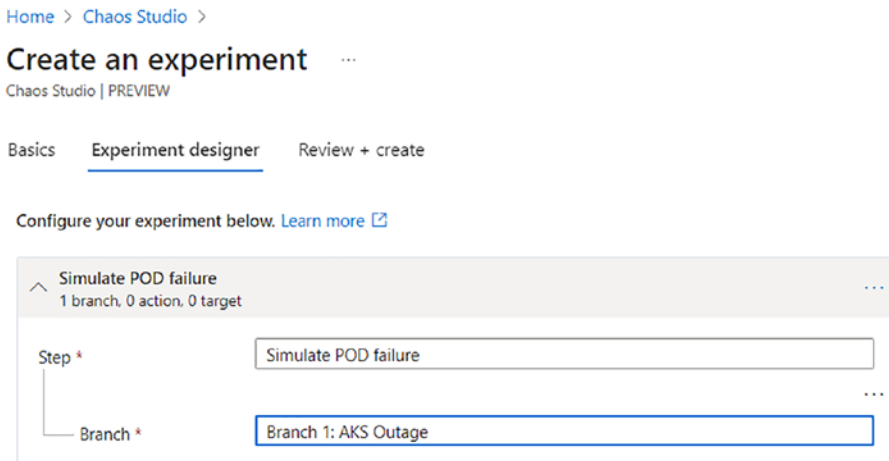 Home > Chaos Studio >
Create an experiment ...
Chaos Studio | PREVIEW
Basics Experiment designer Review + create
Configure your experiment below. Learn more
Simulate POD failure
1 branch, 0 action, 0 target
...
Step * Simulate POD failure
...
Branch * Branch 1: AKS Outage